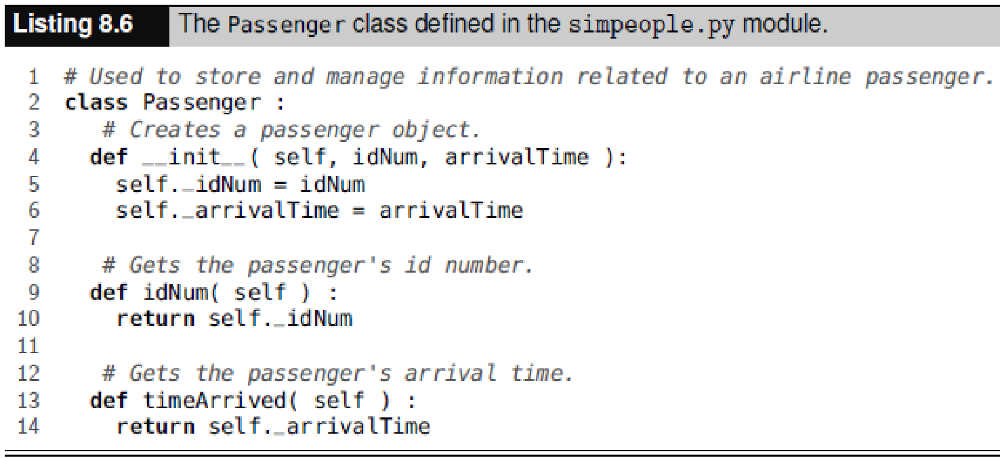 Listing 8.6 The Passenger class defined in the simpeople.py module.
1 # Used to store and manage information related to an airline passenger.
2 class Passenger :
3 # Creates a passenger object.
4 def __init__( self, idNum, arrivalTime ):
5 self._idNum = idNum
6 self._arrivalTime = arrivalTime
7
8 # Gets the passenger's id number.
9 def idNum( self ) :
10 return self._idNum
11
12 # Gets the passenger's arrival time.
13 def timeArrived( self ) :
14 return self._arrivalTime